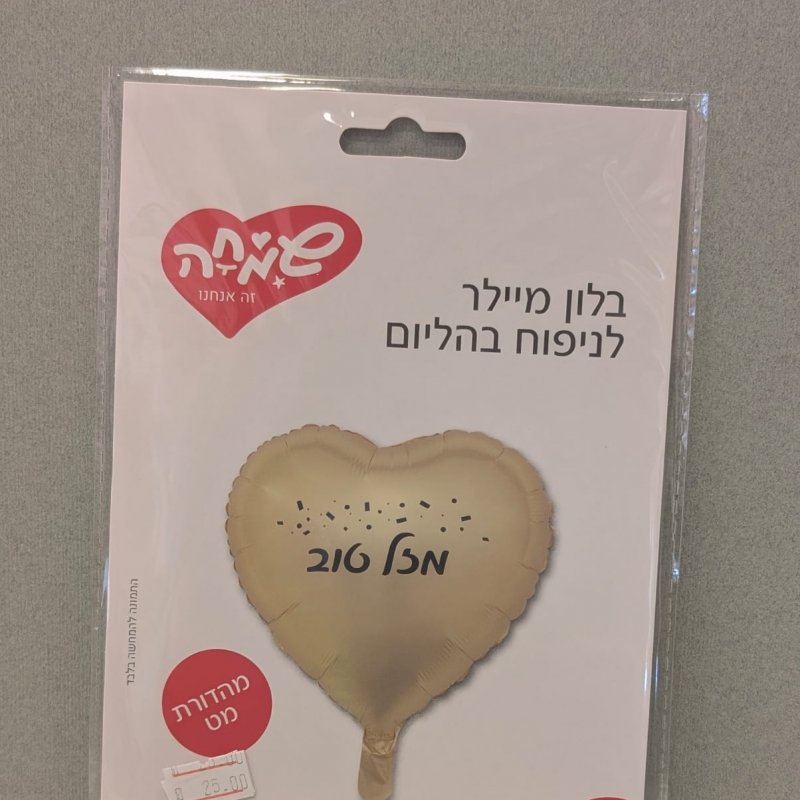 שמחה
זה אנחנו
בלון מיילר
לניפוח בהליום
מזל טוב
התמונה להמחשה בלבד
מהדורת
מט
25.00